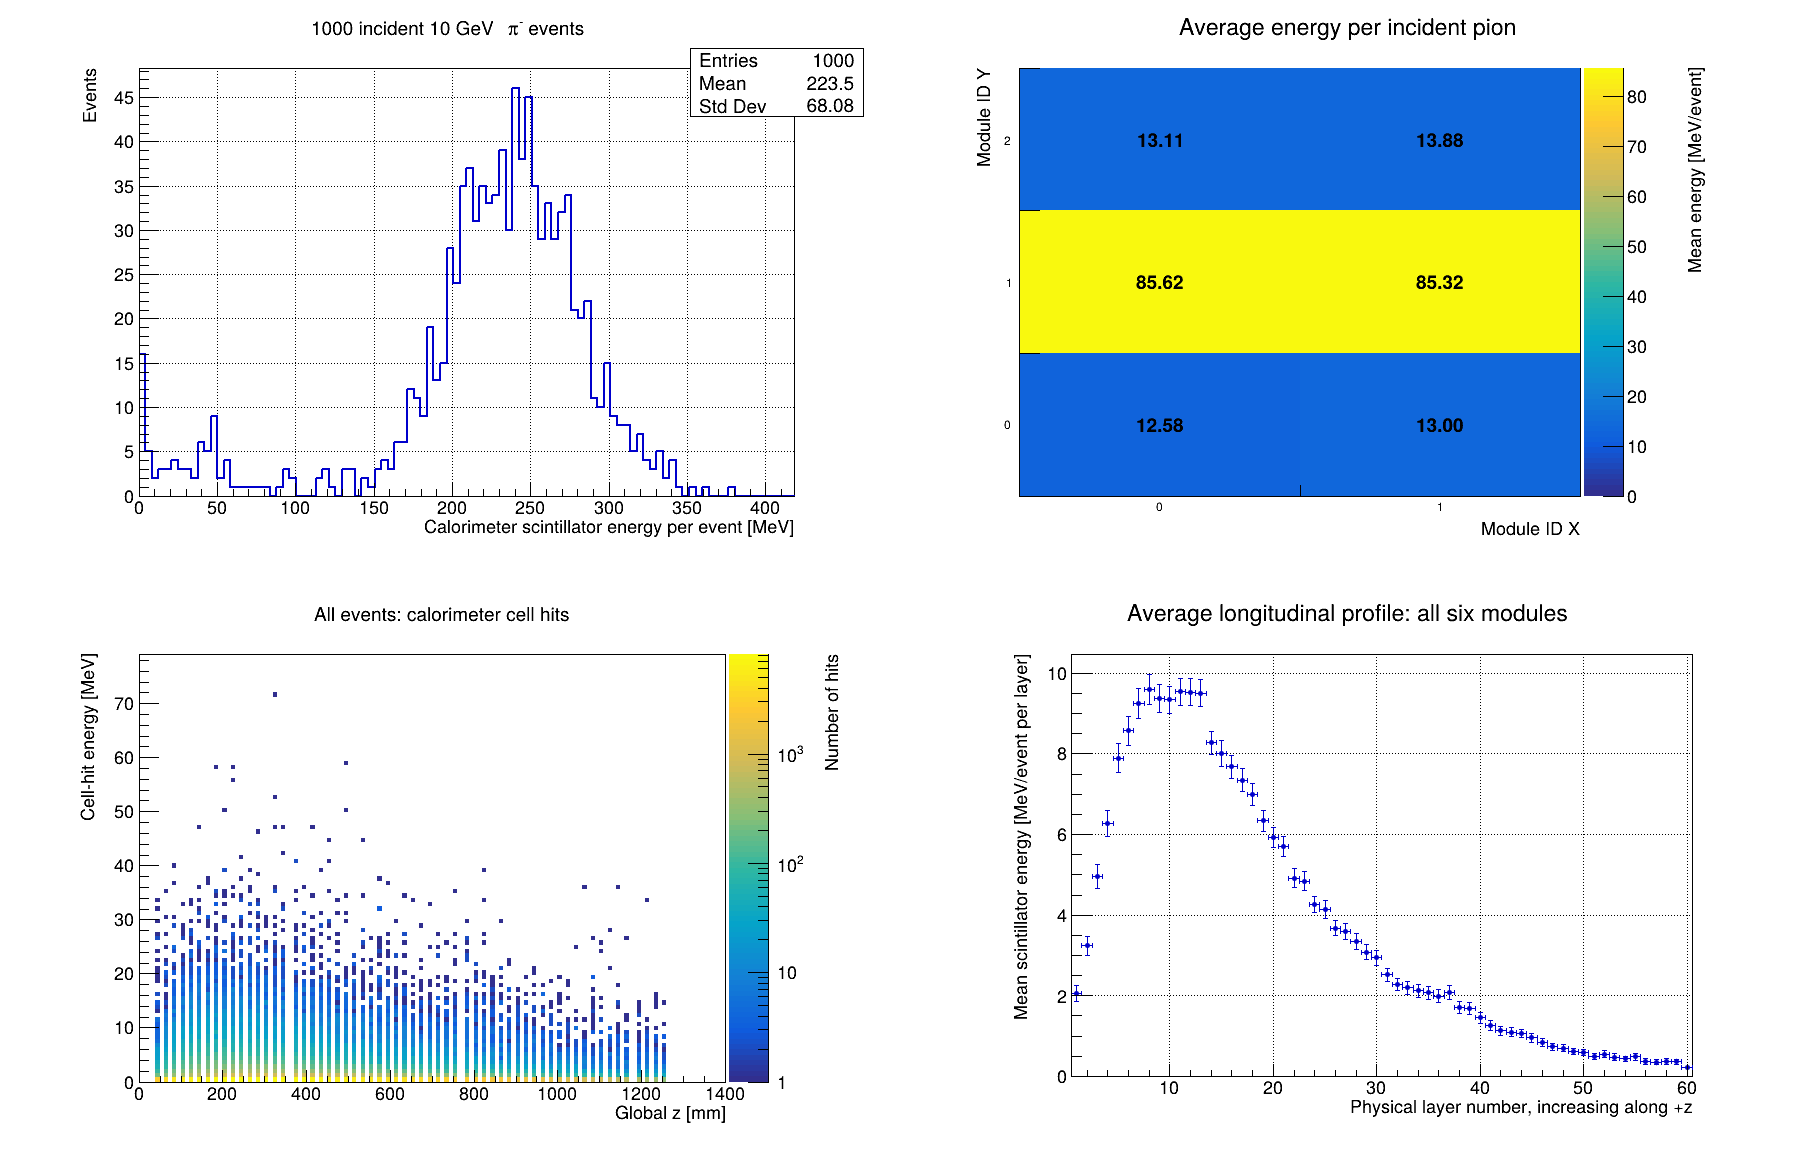 1000 incident 10 GeV π- events
Entries 1000
Mean 223.5
Std Dev 68.08
Events
45
40
35
30
25
20
15
10
5
0
0 50 100 150 200 250 300 350 400
Calorimeter scintillator energy per event [MeV]
Average energy per incident pion
Module ID Y
2
1
0
13.11 13.88
85.62 85.32
12.58 13.00
0 1
Module ID X
80
70
60
50
40
30
20
10
0
Mean energy [MeV/event]
All events: calorimeter cell hits
Cell-hit energy [MeV]
70
60
50
40
30
20
10
0
0 200 400 600 800 1000 1200 1400
Global z [mm]
10³
10²
10
1
Number of hits
Average longitudinal profile: all six modules
Mean scintillator energy [MeV/event per layer]
10
8
6
4
2
0
10 20 30 40 50 60
Physical layer number, increasing along +z